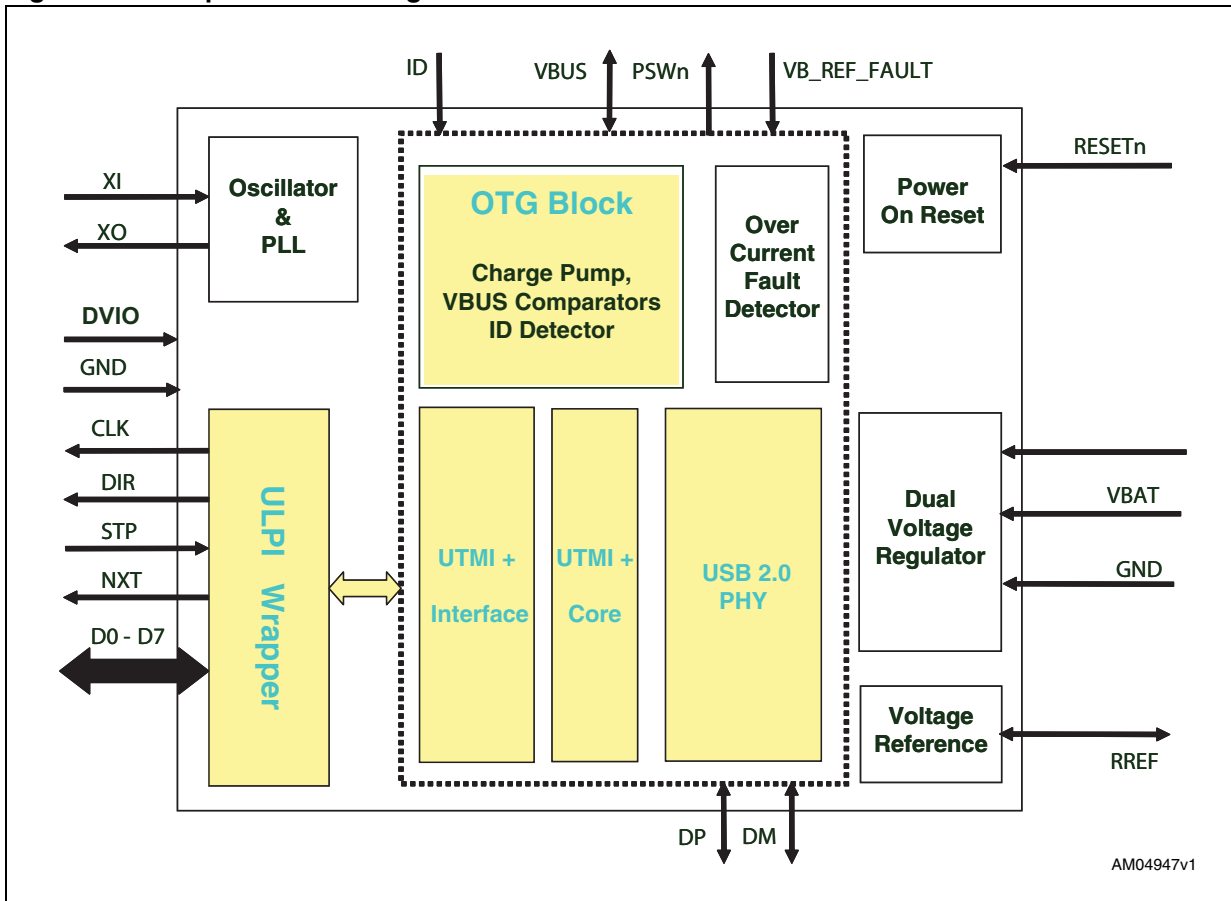 ID
VBUS
PSWn
VB_REF_FAULT
XI
XO
DVIO
GND
CLK
DIR
STP
NXT
D0 - D7
Oscillator
&
PLL
ULPI Wrapper
OTG Block
Charge Pump,
VBUS Comparators
ID Detector
Over
Current
Fault
Detector
UTMI +
Interface
UTMI +
Core
USB 2.0
PHY
Power
On Reset
RESETn
Dual
Voltage
Regulator
VBAT
GND
Voltage
Reference
RREF
DP
DM
AM04947v1